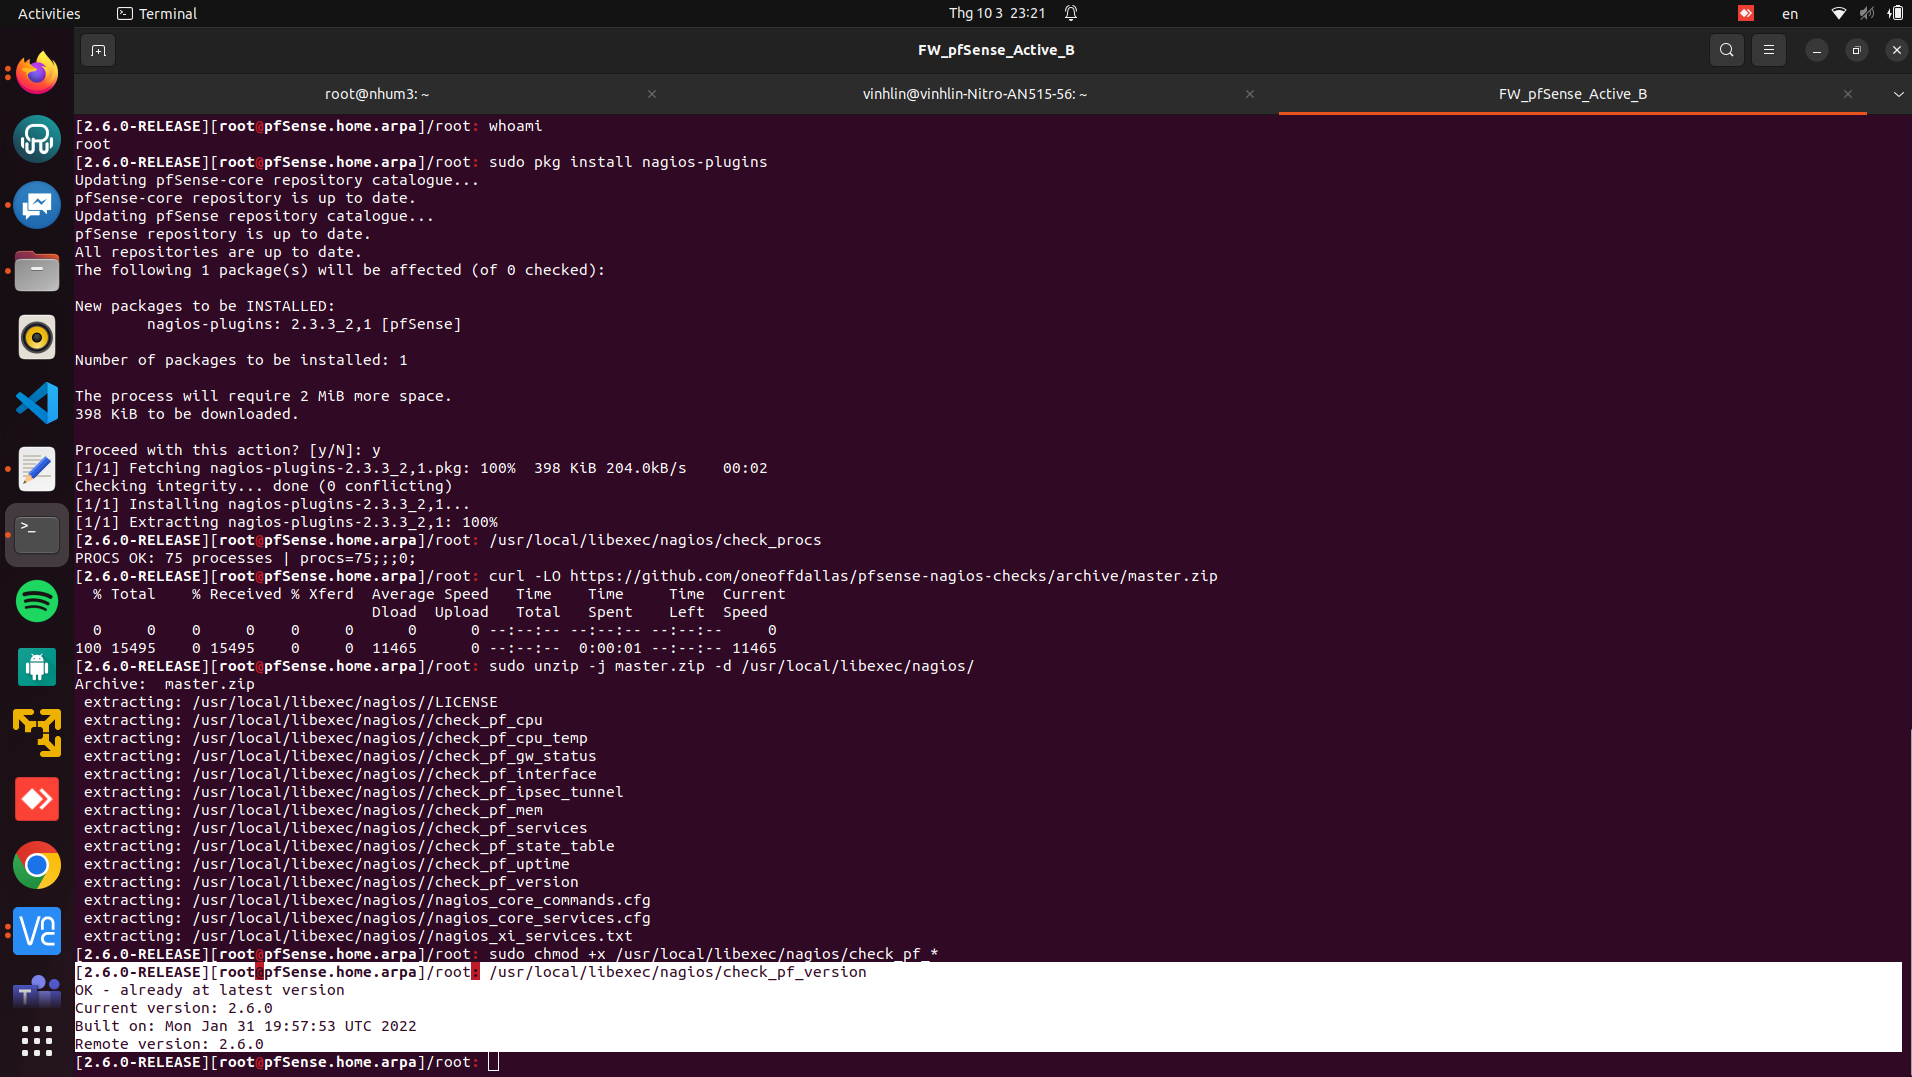 Activities
Terminal
Thg 10 3 23:21
en
FW_pfSense_Active_B
root@nhum3: ~
vinhlin@vinhlin-Nitro-AN515-56: ~
FW_pfSense_Active_B
[2.6.0-RELEASE][root@pfSense.home.arpa]/root: whoami
root
[2.6.0-RELEASE][root@pfSense.home.arpa]/root: sudo pkg install nagios-plugins
Updating pfSense-core repository catalogue...
pfSense-core repository is up to date.
Updating pfSense repository catalogue...
pfSense repository is up to date.
All repositories are up to date.
The following 1 package(s) will be affected (of 0 checked):
New packages to be INSTALLED:
nagios-plugins: 2.3.3_2,1 [pfSense]
Number of packages to be installed: 1
The process will require 2 MiB more space.
398 KiB to be downloaded.
Proceed with this action? [y/N]: y
[1/1] Fetching nagios-plugins-2.3.3_2,1.pkg: 100%  398 KiB 204.0kB/s    00:02
Checking integrity... done (0 conflicting)
[1/1] Installing nagios-plugins-2.3.3_2,1...
[1/1] Extracting nagios-plugins-2.3.3_2,1: 100%
[2.6.0-RELEASE][root@pfSense.home.arpa]/root: /usr/local/libexec/nagios/check_procs
PROCS OK: 75 processes | procs=75;;;0;
[2.6.0-RELEASE][root@pfSense.home.arpa]/root: curl -LO https://github.com/oneoffdallas/pfsense-nagios-checks/archive/master.zip
  % Total    % Received % Xferd  Average Speed   Time    Time     Time  Current
                                 Dload  Upload   Total   Spent    Left  Speed
  0     0    0     0    0     0      0      0 --:--:-- --:--:-- --:--:--     0
100 15495    0 15495    0     0  11465      0 --:--:--  0:00:01 --:--:-- 11465
[2.6.0-RELEASE][root@pfSense.home.arpa]/root: sudo unzip -j master.zip -d /usr/local/libexec/nagios/
Archive:  master.zip
 extracting: /usr/local/libexec/nagios//LICENSE
 extracting: /usr/local/libexec/nagios//check_pf_cpu
 extracting: /usr/local/libexec/nagios//check_pf_cpu_temp
 extracting: /usr/local/libexec/nagios//check_pf_gw_status
 extracting: /usr/local/libexec/nagios//check_pf_interface
 extracting: /usr/local/libexec/nagios//check_pf_ipsec_tunnel
 extracting: /usr/local/libexec/nagios//check_pf_mem
 extracting: /usr/local/libexec/nagios//check_pf_services
 extracting: /usr/local/libexec/nagios//check_pf_state_table
 extracting: /usr/local/libexec/nagios//check_pf_uptime
 extracting: /usr/local/libexec/nagios//check_pf_version
 extracting: /usr/local/libexec/nagios//nagios_core_commands.cfg
 extracting: /usr/local/libexec/nagios//nagios_core_services.cfg
 extracting: /usr/local/libexec/nagios//nagios_xi_services.txt
[2.6.0-RELEASE][root@pfSense.home.arpa]/root: sudo chmod +x /usr/local/libexec/nagios/check_pf_*
[2.6.0-RELEASE][root@pfSense.home.arpa]/root: /usr/local/libexec/nagios/check_pf_version
OK - already at latest version
Current version: 2.6.0
Built on: Mon Jan 31 19:57:53 UTC 2022
Remote version: 2.6.0
[2.6.0-RELEASE][root@pfSense.home.arpa]/root: